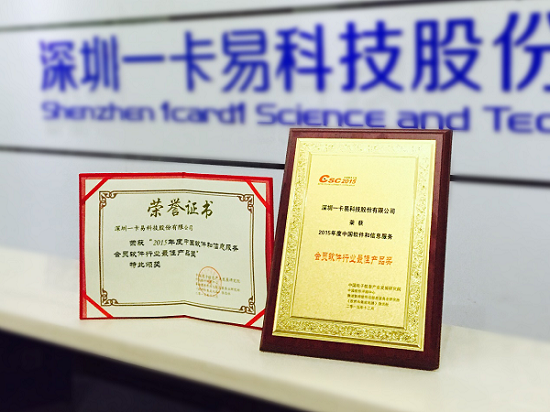 深圳一卡易科技股份
Shenzhen 1card1 Science and Tec
荣誉证书
深圳一卡易科技股份有限公司
荣获“2015年度中国软件和信息服务
会员软件行业最佳产品奖”
特此颁奖
CSC2015
深圳一卡易科技股份有限公司
荣获
2015年度中国软件和信息服务
会员软件行业最佳产品奖